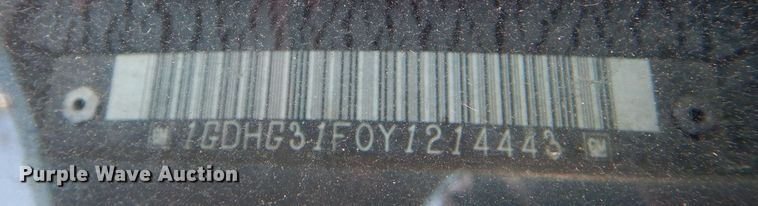 GM 1GDHG31F0Y1214443 GM
Purple Wave Auction